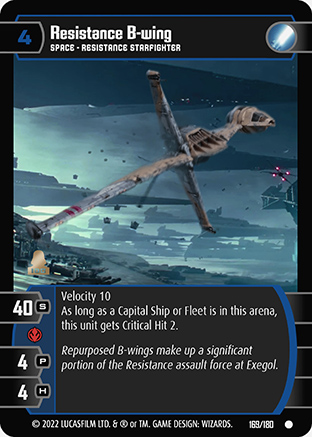 4 Resistance B-wing
SPACE - RESISTANCE STARFIGHTER
40 S
4 P
4 H
Velocity 10
As long as a Capital Ship or Fleet is in this arena,
this unit gets Critical Hit 2.
Repurposed B-wings make up a significant
portion of the Resistance assault force at Exegol.
© 2022 LUCASFILM LTD. & ® or TM. GAME DESIGN: WIZARDS. 169/180